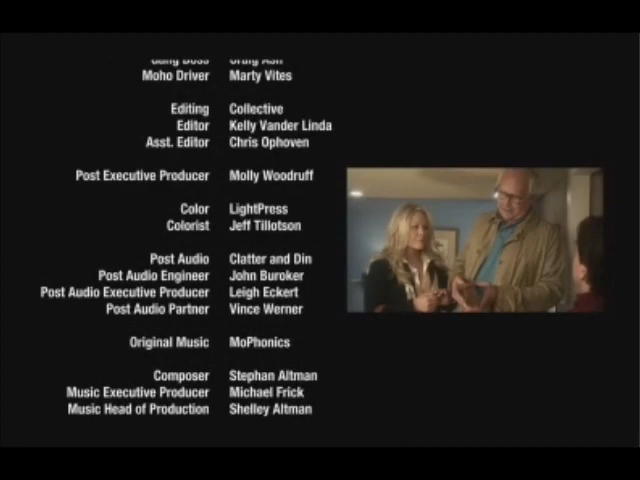 Moho Driver Marty Vites
Editing Collective
Editor Kelly Vander Linda
Asst. Editor Chris Ophoven
Post Executive Producer Molly Woodruff
Color LightPress
Colorist Jeff Tillotson
Post Audio Clatter and Din
Post Audio Engineer John Buroker
Post Audio Executive Producer Leigh Eckert
Post Audio Partner Vince Werner
Original Music MoPhonics
Composer Stephan Altman
Music Executive Producer Michael Frick
Music Head of Production Shelley Altman